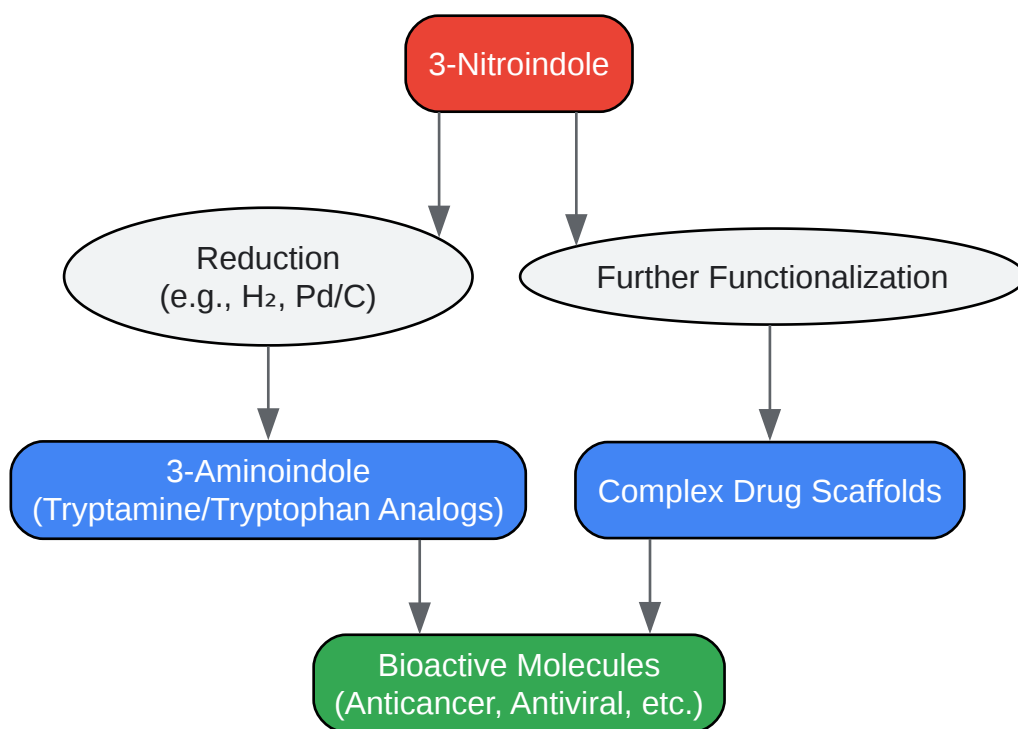 3-Nitroindole
Reduction
(e.g., H₂, Pd/C)
Further Functionalization
3-Aminoindole
(Tryptamine/Tryptophan Analogs)
Complex Drug Scaffolds
Bioactive Molecules
(Anticancer, Antiviral, etc.)